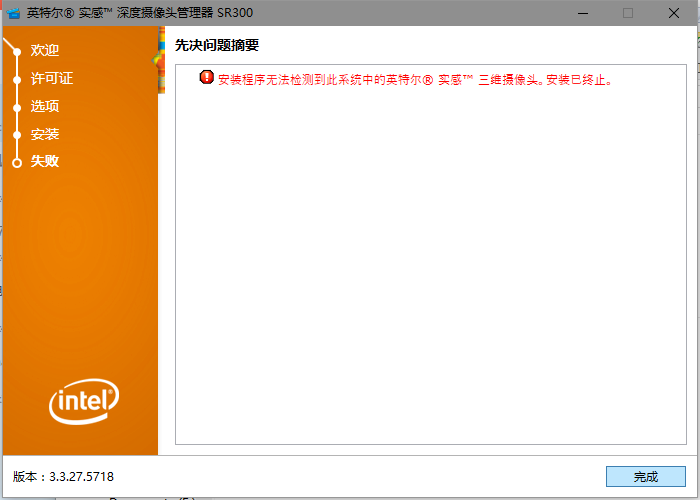 英特尔® 实感™ 深度摄像头管理器 SR300
欢迎
许可证
选项
安装
失败
先决问题摘要
安装程序无法检测到此系统中的英特尔® 实感™ 三维摄像头。安装已终止。
intel®
版本：3.3.27.5718
完成